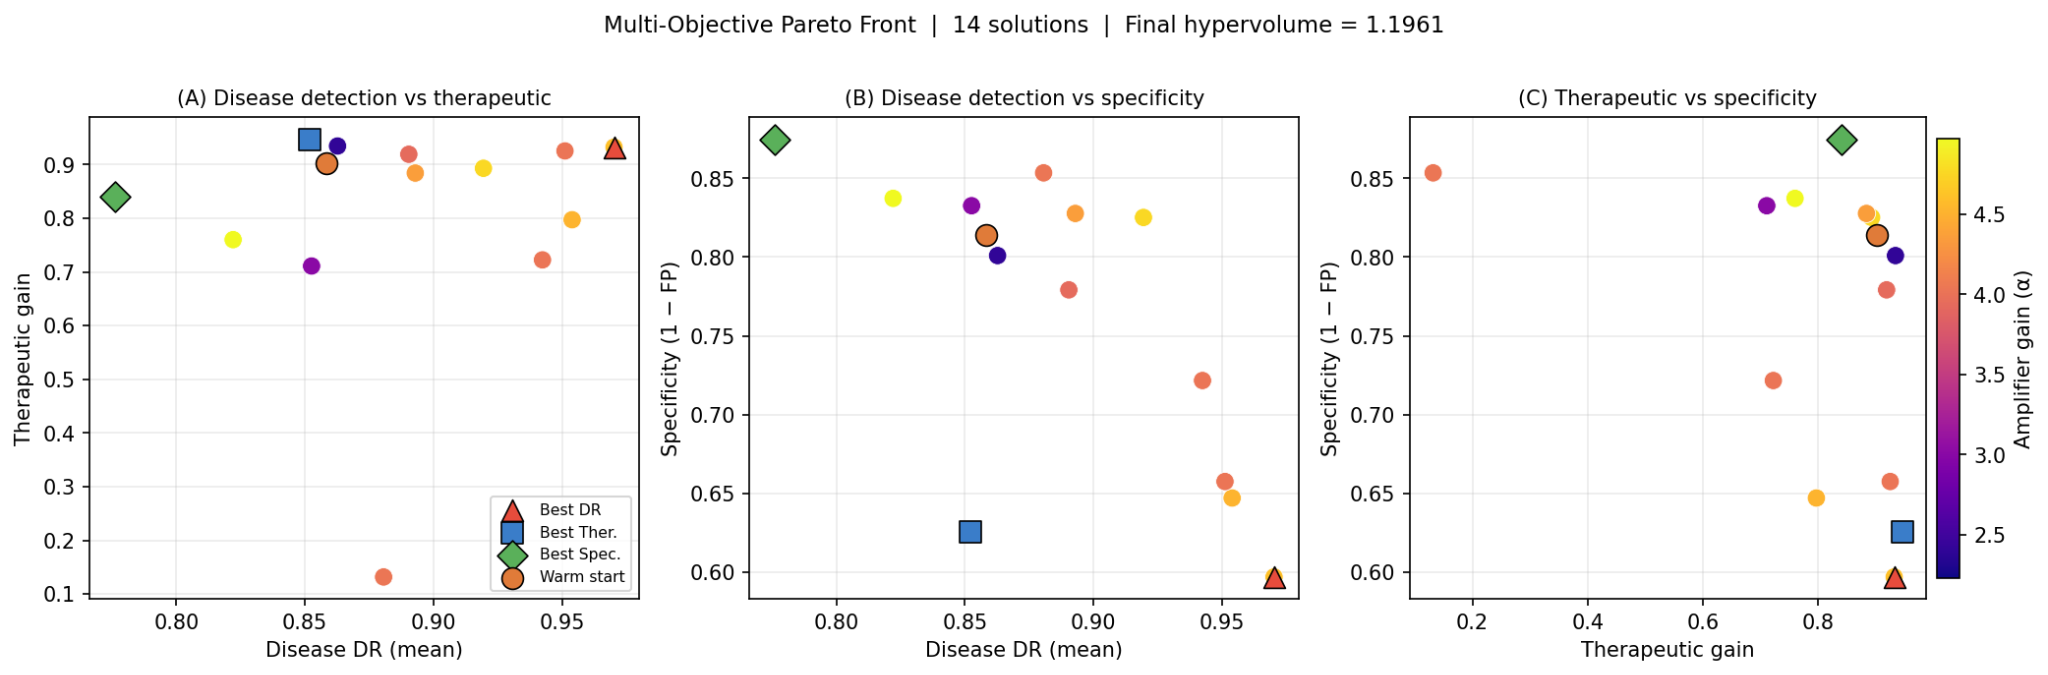 Multi-Objective Pareto Front | 14 solutions | Final hypervolume = 1.1961
(A) Disease detection vs therapeutic
Therapeutic gain
0.9
0.8
0.7
0.6
0.5
0.4
0.3
0.2
0.1
0.80 0.85 0.90 0.95
Disease DR (mean)
Best DR
Best Ther.
Best Spec.
Warm start
(B) Disease detection vs specificity
Specificity (1 − FP)
0.85
0.80
0.75
0.70
0.65
0.60
0.80 0.85 0.90 0.95
Disease DR (mean)
(C) Therapeutic vs specificity
Specificity (1 − FP)
0.85
0.80
0.75
0.70
0.65
0.60
0.2 0.4 0.6 0.8
Therapeutic gain
4.5
4.0
3.5
3.0
2.5
Amplifier gain (α)